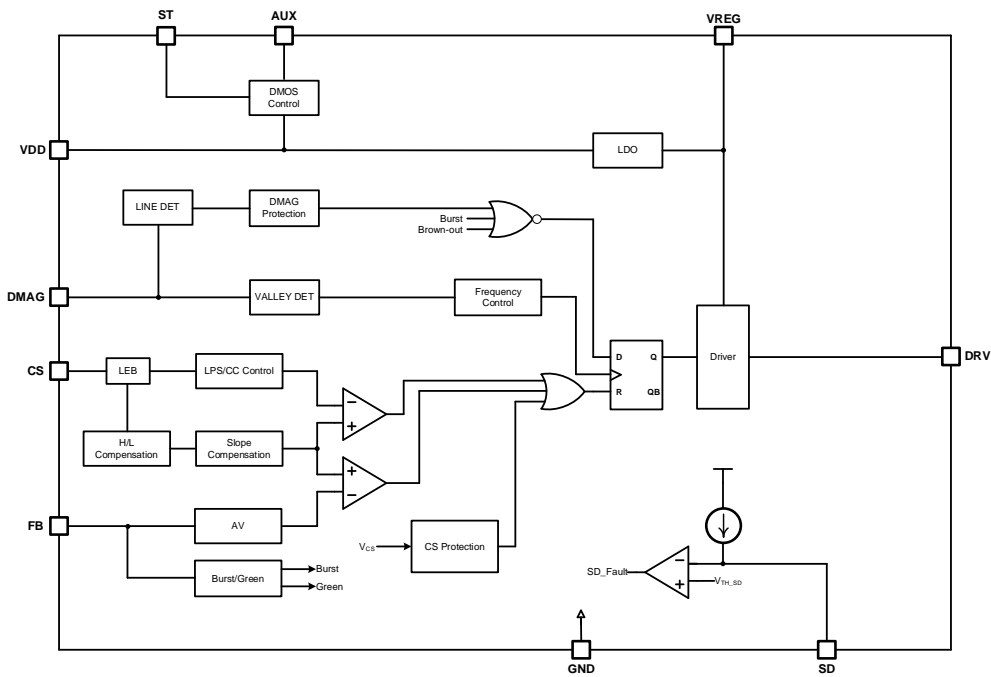 ST
AUX
VREG
DMOS
Control
VDD
LDO
LINE DET
DMAG
Protection
Burst
Brown-out
DMAG
VALLEY DET
Frequency
Control
CS
LEB
LPS/CC Control
D
Q
R
QB
Driver
DRV
H/L
Compensation
Slope
Compensation
FB
AV
VCS
CS Protection
Burst/Green
Burst
Green
SD_Fault
VTH_SD
GND
SD